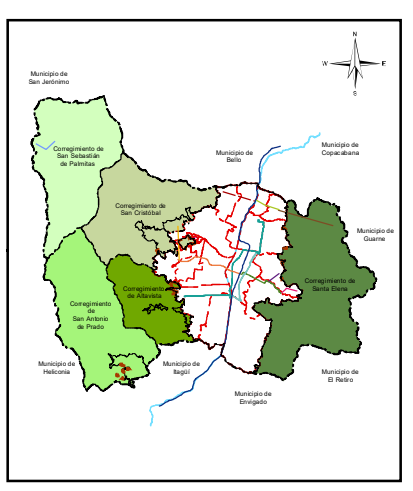 N
W
E
S
Municipio de
San Jerónimo
Corregimiento de
San Sebastián
de Palmitas
Municipio de
Bello
Municipio de
Copacabana
Corregimiento de
San Cristóbal
Municipio de
Guarne
Corregimiento
de Altavista
Corregimiento de
Santa Elena
Corregimiento
de
San Antonio
de Prado
Municipio de
Heliconia
Municipio de
Itagüí
Municipio de
Envigado
Municipio de
El Retiro